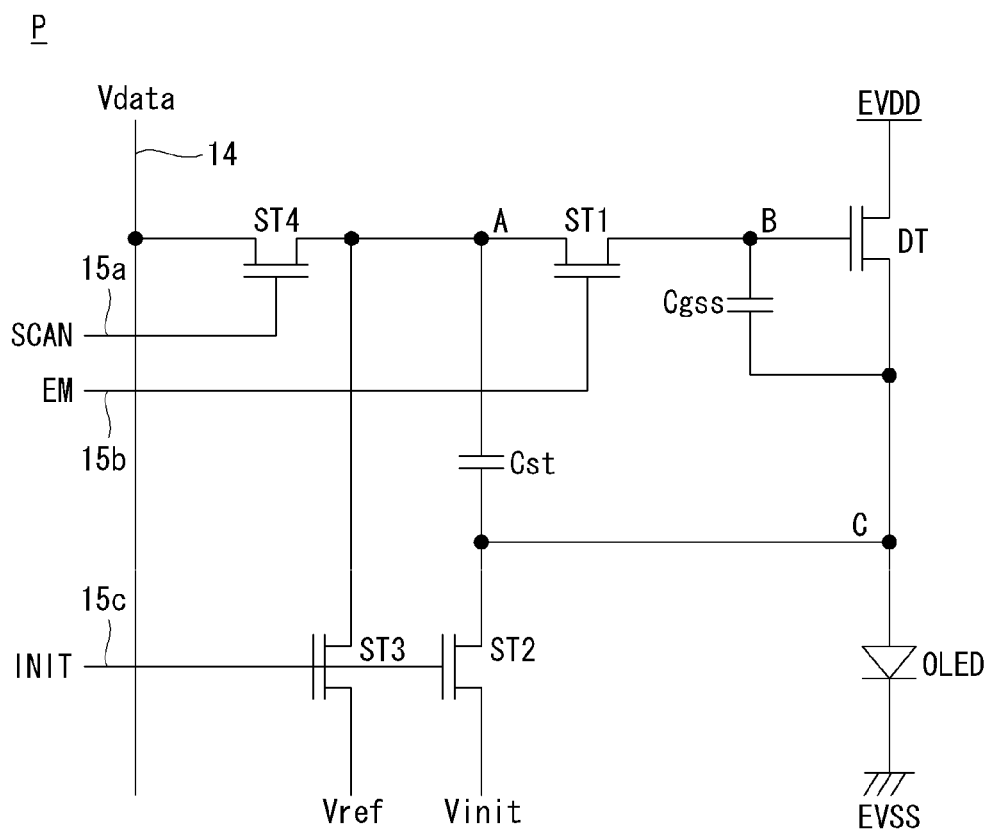 P
Vdata
EVDD
14
ST4
A
ST1
B
DT
15a
Cgss
SCAN
EM
15b
Cst
C
15c
ST3
ST2
INIT
OLED
Vref
Vinit
EVSS